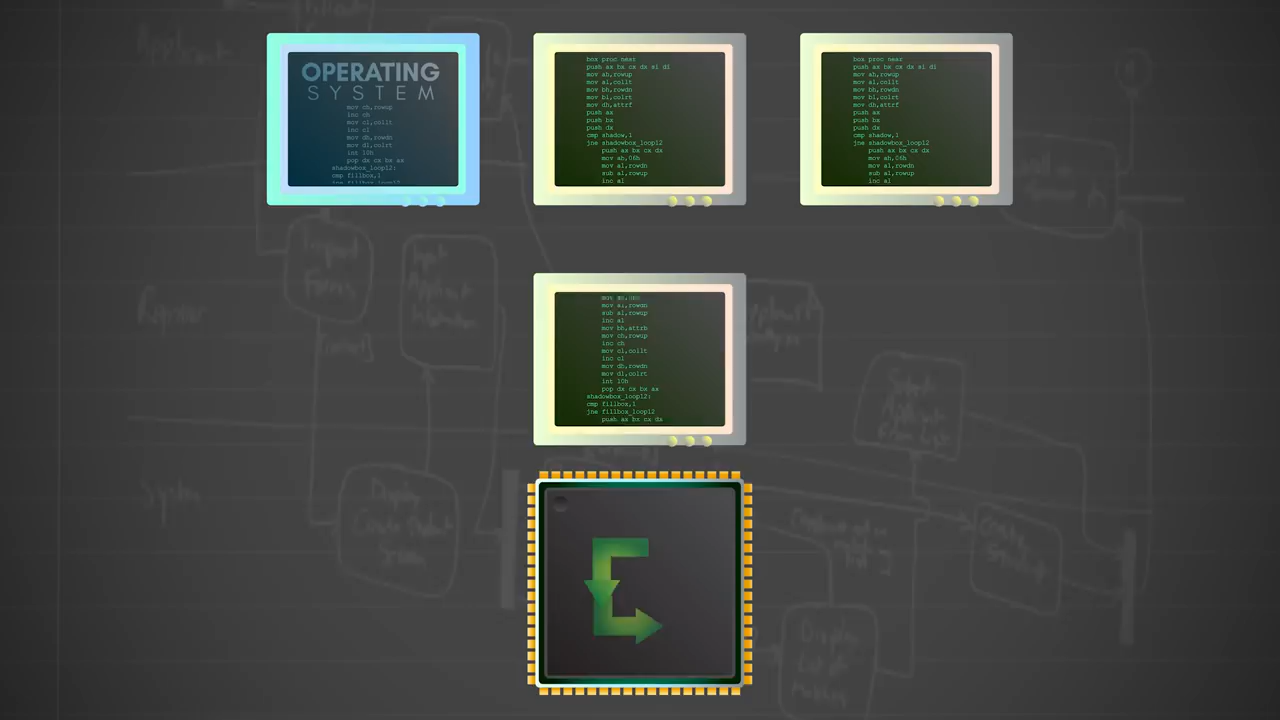 OPERATING
SYSTEM
mov ch,rowup
inc ch
mov cl,collt
inc cl
mov dh,rowdn
mov dl,colrt
int 10h
pop dx cx bx ax
shadowbox_loop12:
cmp fillbox,1
jne fillbox_loop12
box proc near
push ax bx cx dx si di
mov ah,rowup
mov al,collt
mov bh,rowdn
mov bl,colrt
mov dh,attrf
push ax
push bx
push dx
cmp shadow,1
jne shadowbox_loop12
push ax bx cx dx
mov ah,06h
mov al,rowdn
sub al,rowup
inc al
box proc near
push ax bx cx dx si di
mov ah,rowup
mov al,collt
mov bh,rowdn
mov bl,colrt
mov dh,attrf
push ax
push bx
push dx
cmp shadow,1
jne shadowbox_loop12
push ax bx cx dx
mov ah,06h
mov al,rowdn
sub al,rowup
inc al
mov al,rowdn
sub al,rowup
inc al
mov bh,attrb
mov ch,rowup
inc ch
mov cl,collt
inc cl
mov dh,rowdn
mov dl,colrt
int 10h
pop dx cx bx ax
shadowbox_loop12:
cmp fillbox,1
jne fillbox_loop12
push ax bx cx dx